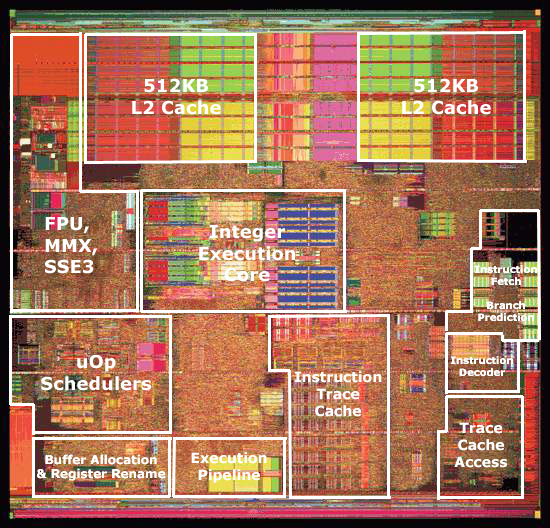 512KB
L2 Cache
512KB
L2 Cache
FPU,
MMX,
SSE3
Integer
Execution
Core
Instruction
Fetch
Branch
Prediction
uOp
Schedulers
Instruction
Trace
Cache
Instruction
Decoder
Trace
Cache
Access
Buffer Allocation
& Register Rename
Execution
Pipeline